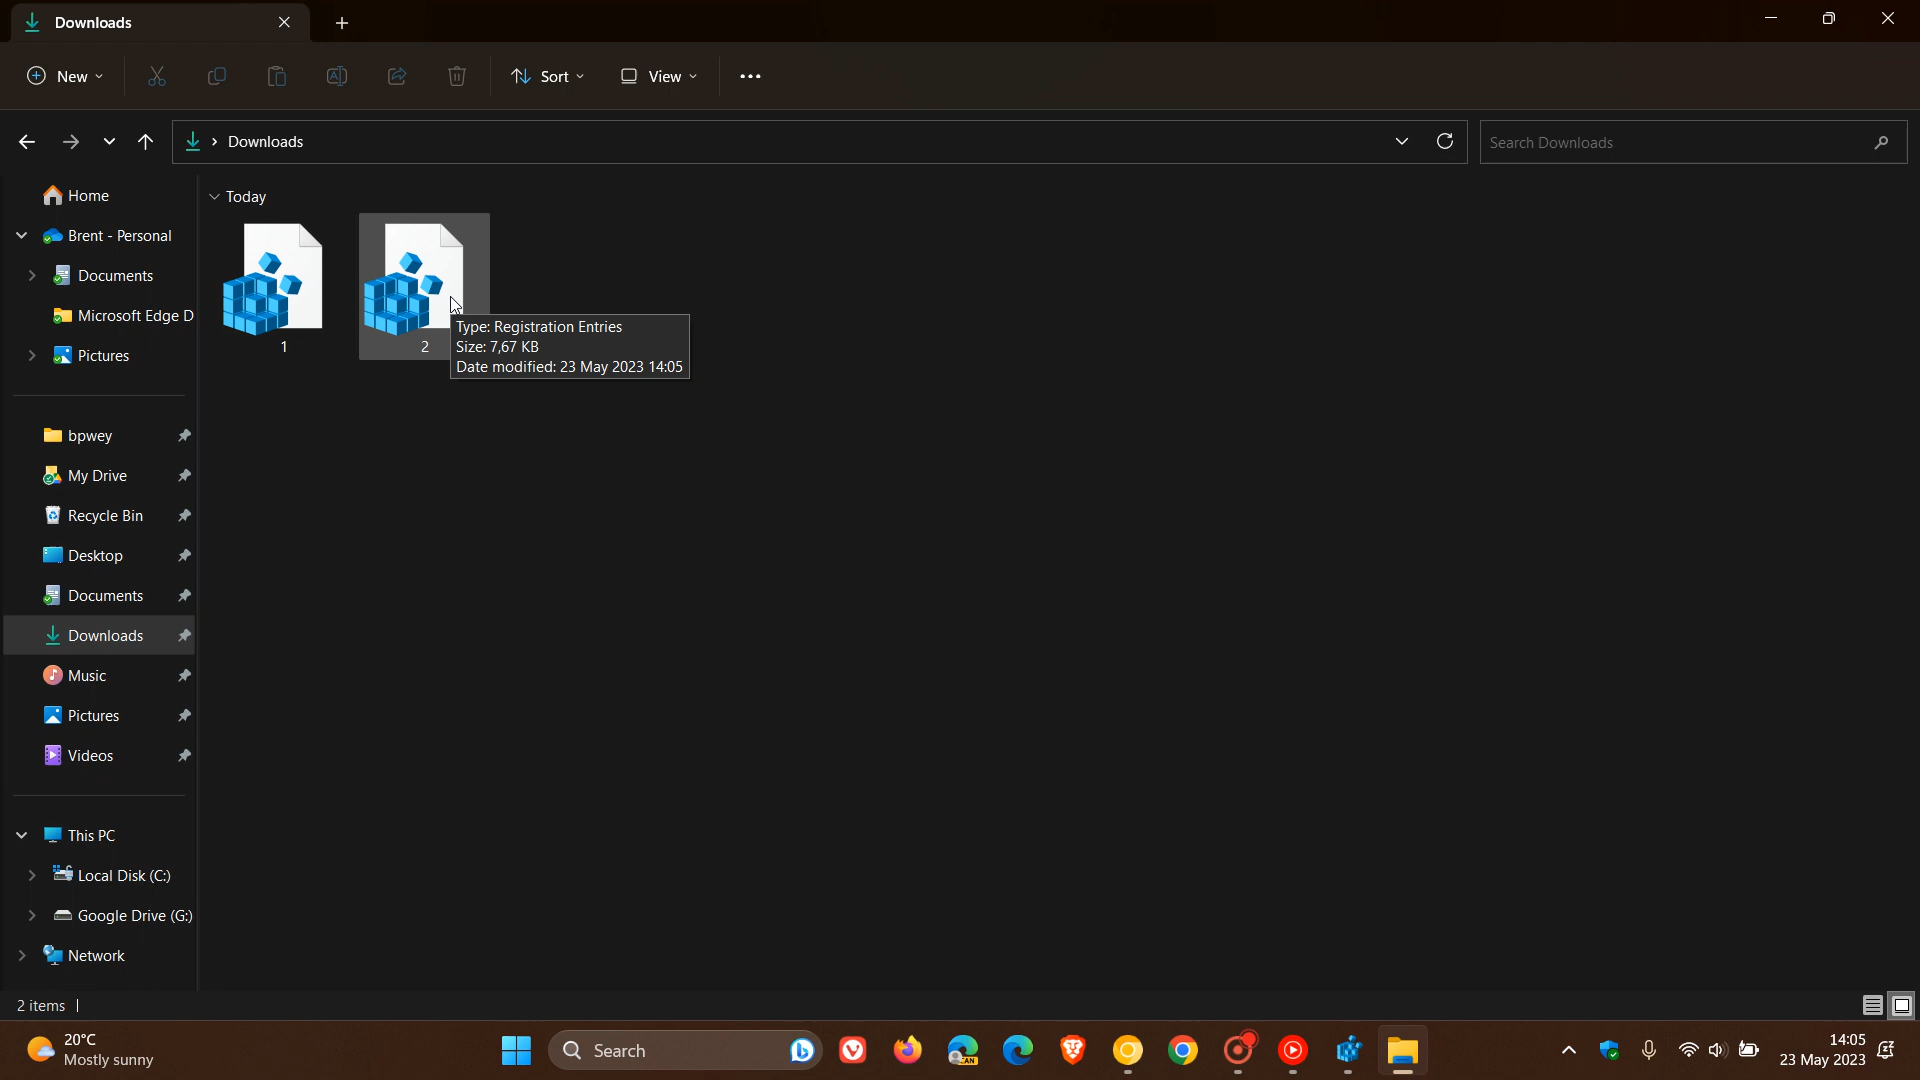 Downloads
New
Sort
View
Downloads
Search Downloads
Home
Brent - Personal
Documents
Microsoft Edge D
Pictures
bpwey
My Drive
Recycle Bin
Desktop
Documents
Downloads
Music
Pictures
Videos
This PC
Local Disk (C:)
Google Drive (G:)
Network
Today
1
2
Type: Registration Entries
Size: 7,67 KB
Date modified: 23 May 2023 14:05
2 items
20°C
Mostly sunny
Search
CAN
14:05
23 May 2023